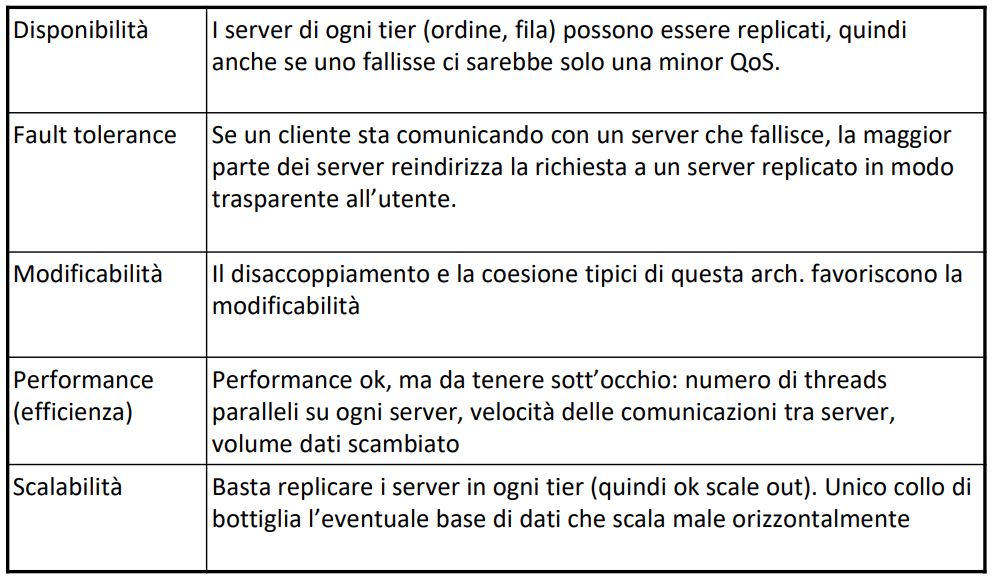 Disponibilità
I server di ogni tier (ordine, fila) possono essere replicati, quindi
anche se uno fallisse ci sarebbe solo una minor QoS.
Fault tolerance
Se un cliente sta comunicando con un server che fallisce, la maggior
parte dei server reindirizza la richiesta a un server replicato in modo
trasparente all’utente.
Modificabilità
Il disaccoppiamento e la coesione tipici di questa arch. favoriscono la
modificabilità
Performance
(efficienza)
Performance ok, ma da tenere sott’occhio: numero di threads
paralleli su ogni server, velocità delle comunicazioni tra server,
volume dati scambiato
Scalabilità
Basta replicare i server in ogni tier (quindi ok scale out). Unico collo di
bottiglia l’eventuale base di dati che scala male orizzontalmente